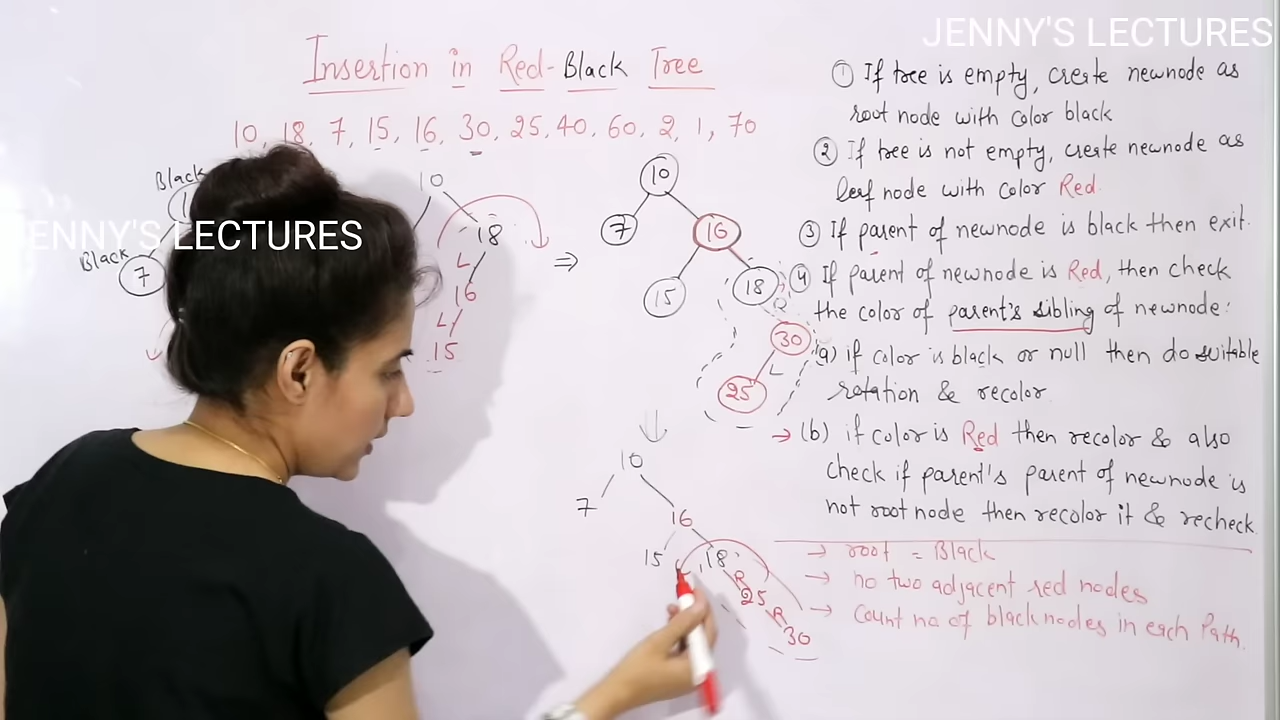 JENNY'S LECTURES
Insertion in Red-Black Tree
10, 18, 7, 15, 16, 30, 25, 40, 60, 2, 1, 70
Black
1
ENNY'S LECTURES
Black
7
10
18
L
16
L
15
⇒
10
7
16
15
18
R
30
L
25
10
7
16
15
18
R
25
R
30
① If tree is empty, create newnode as
root node with color black
② If tree is not empty, create newnode as
leaf node with color Red.
③ If parent of newnode is black then exit.
④ If parent of newnode is Red, then check
the color of parent's sibling of newnode:
(a) if color is black or null then do suitable
rotation & recolor
→ (b) if color is Red then recolor & also
check if parent's parent of newnode is
not root node then recolor it & recheck
→ root = Black
→ no two adjacent red nodes
→ Count no of black nodes in each Path.